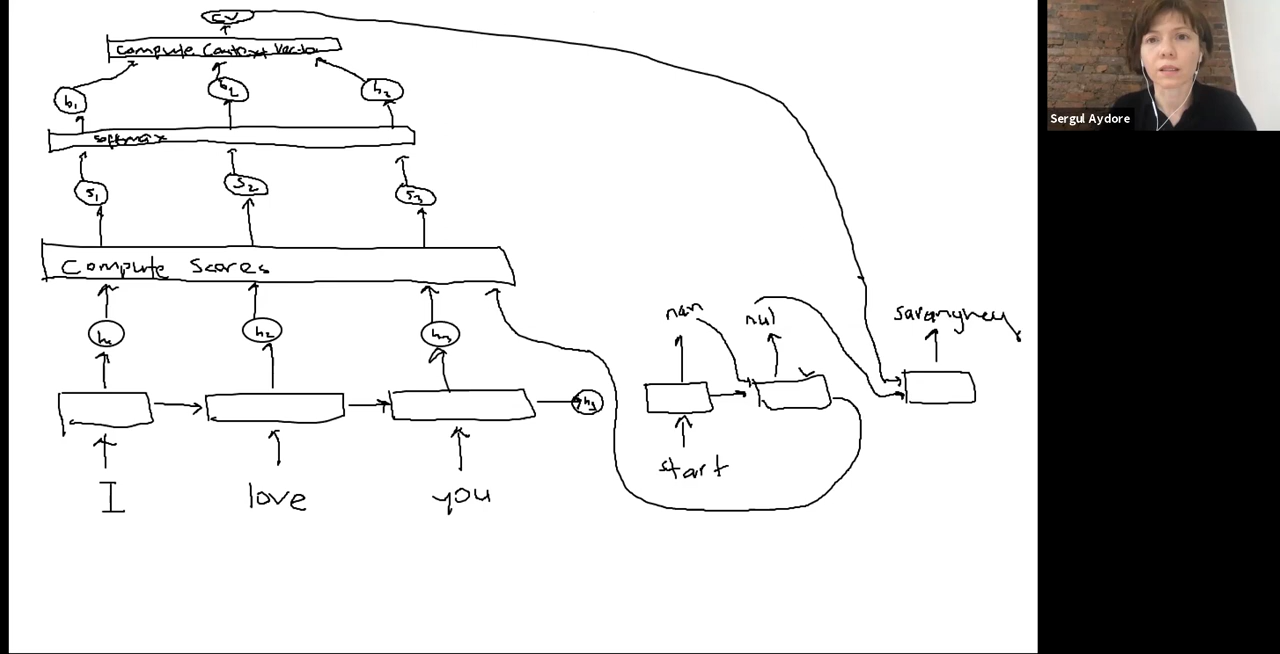 CV
Compute Context Vector
b1
b2
b3
softmax
s1
s2
s3
Compute Scores
h1
h2
h3
h3
I
love
you
nan
nul
saranghey
start
Sergul Aydore